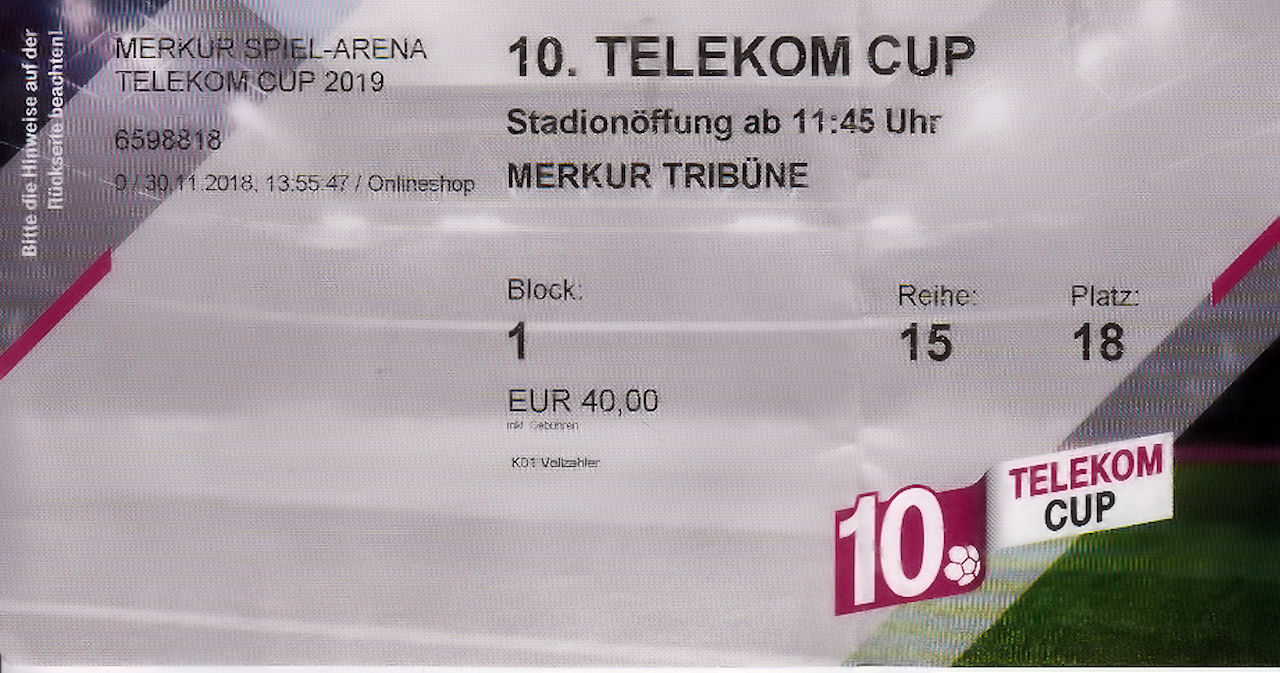 Bitte die Hinweise auf der
Rückseite beachten!
MERKUR SPIEL-ARENA
TELEKOM CUP 2019
6598818
0 / 30.11.2018, 13:55:47 / Onlineshop
10. TELEKOM CUP
Stadionöffung ab 11:45 Uhr
MERKUR TRIBÜNE
Block:
1
Reihe:
15
Platz:
18
EUR 40,00
inkl. Gebühren
K01 Vollzahler
10.
TELEKOM
CUP